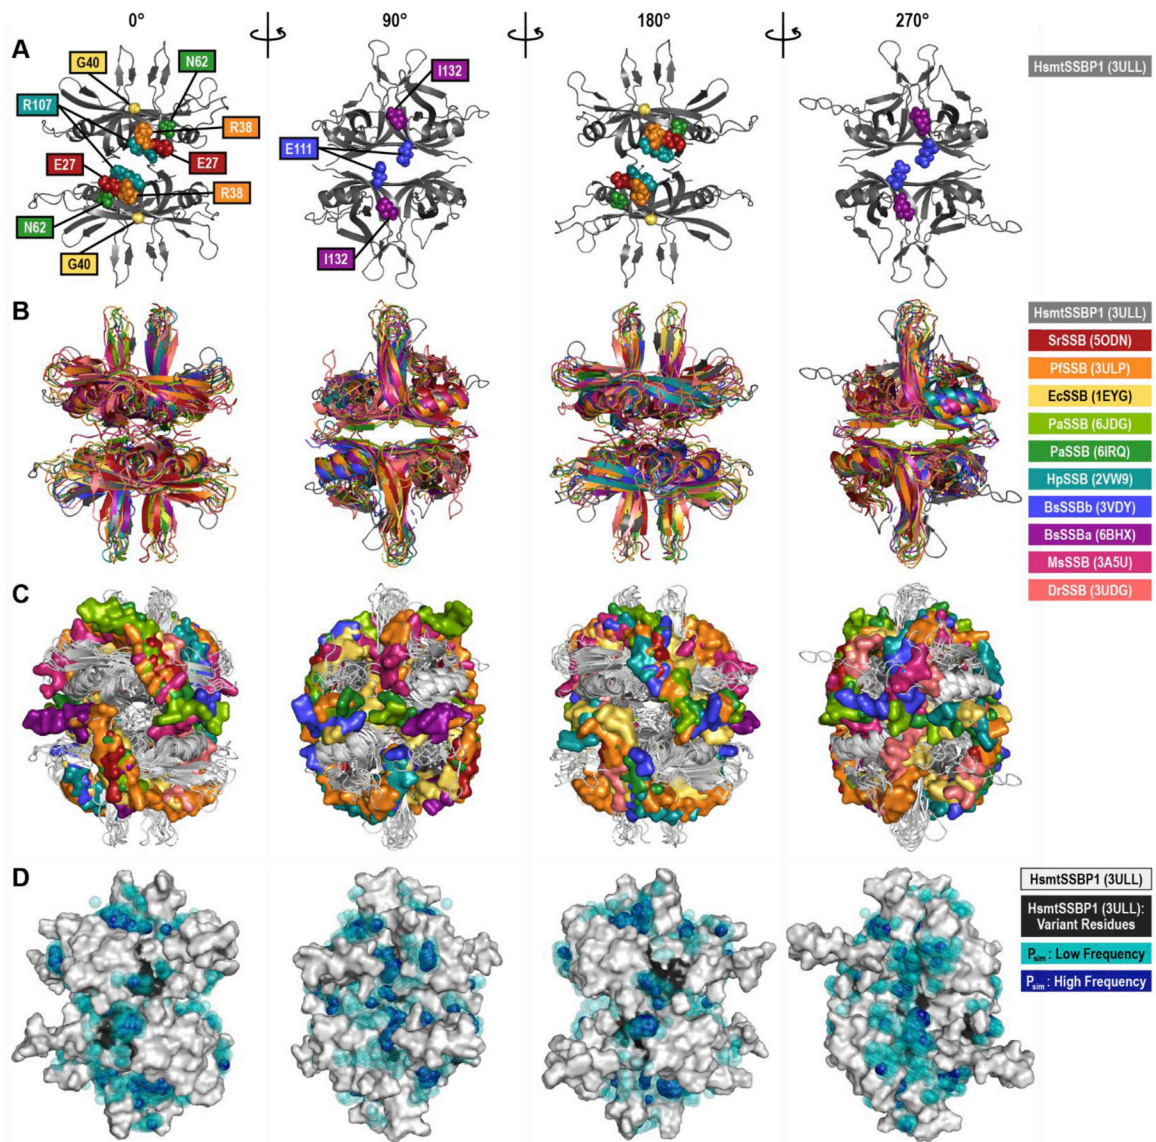 0°
90°
180°
270°
A
G40
N62
R107
R38
E27
E27
R38
N62
G40
I132
E111
I132
HsmtSSBP1 (3ULL)
B
HsmtSSBP1 (3ULL)
SrSSB (5ODN)
PfSSB (3ULP)
EcSSB (1EYG)
PaSSB (6JDG)
PaSSB (6IRQ)
HpSSB (2VW9)
BsSSBb (3VDY)
BsSSBa (6BHX)
MsSSB (3A5U)
DrSSB (3UDG)
C
D
HsmtSSBP1 (3ULL)
HsmtSSBP1 (3ULL):
Variant Residues
Psim : Low Frequency
Psim : High Frequency